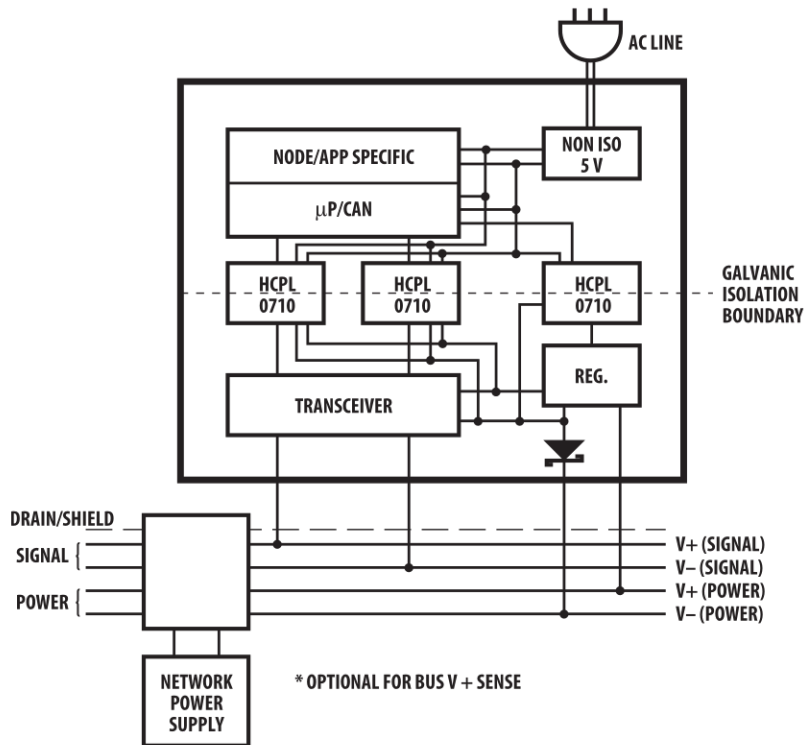 AC LINE
NON ISO
5 V
NODE/APP SPECIFIC
µP/CAN
HCPL
0710
HCPL
0710
HCPL
0710
GALVANIC
ISOLATION
BOUNDARY
REG.
TRANSCEIVER
DRAIN/SHIELD
SIGNAL
POWER
V+ (SIGNAL)
V– (SIGNAL)
V+ (POWER)
V– (POWER)
NETWORK
POWER
SUPPLY
* OPTIONAL FOR BUS V + SENSE